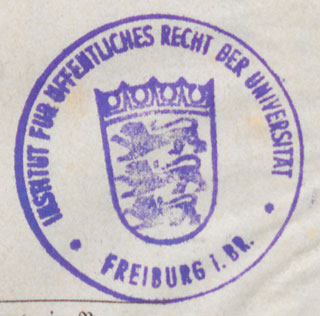 INSTITUT FÜR ÖFFENTLICHES RECHT DER UNIVERSITÄT
* FREIBURG i. BR. *